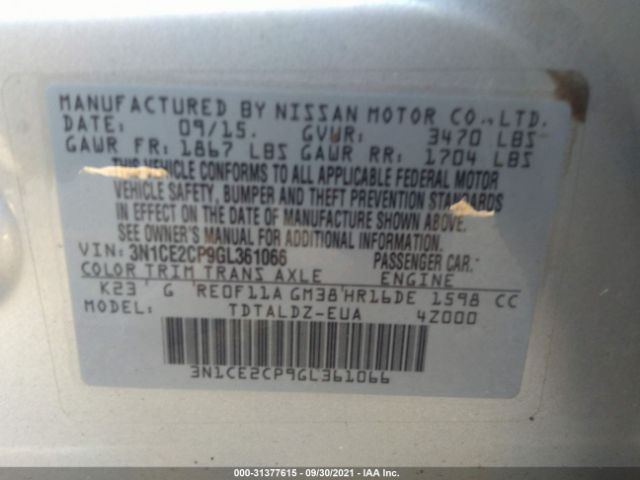 MANUFACTURED BY NISSAN MOTOR CO., LTD.
DATE: 09/15. GVWR: 3470 LBS
GAWR FR: 1867 LBS GAWR RR: 1704 LBS
THIS VEHICLE CONFORMS TO ALL APPLICABLE FEDERAL MOTOR
VEHICLE SAFETY, BUMPER AND THEFT PREVENTION STANDARDS
IN EFFECT ON THE DATE OF MANUFACTURE SHOWN ABOVE.
SEE OWNER'S MANUAL FOR ADDITIONAL INFORMATION.
VIN: 3N1CE2CP9GL361066 PASSENGER CAR
COLOR TRIM TRANS AXLE ENGINE
K23 G RE0F11A GM38 HR16DE 1598 CC
MODEL: TDTALDZ-EUA 4Z000
3N1CE2CP9GL361066
000-31377615 - 09/30/2021 - IAA Inc.